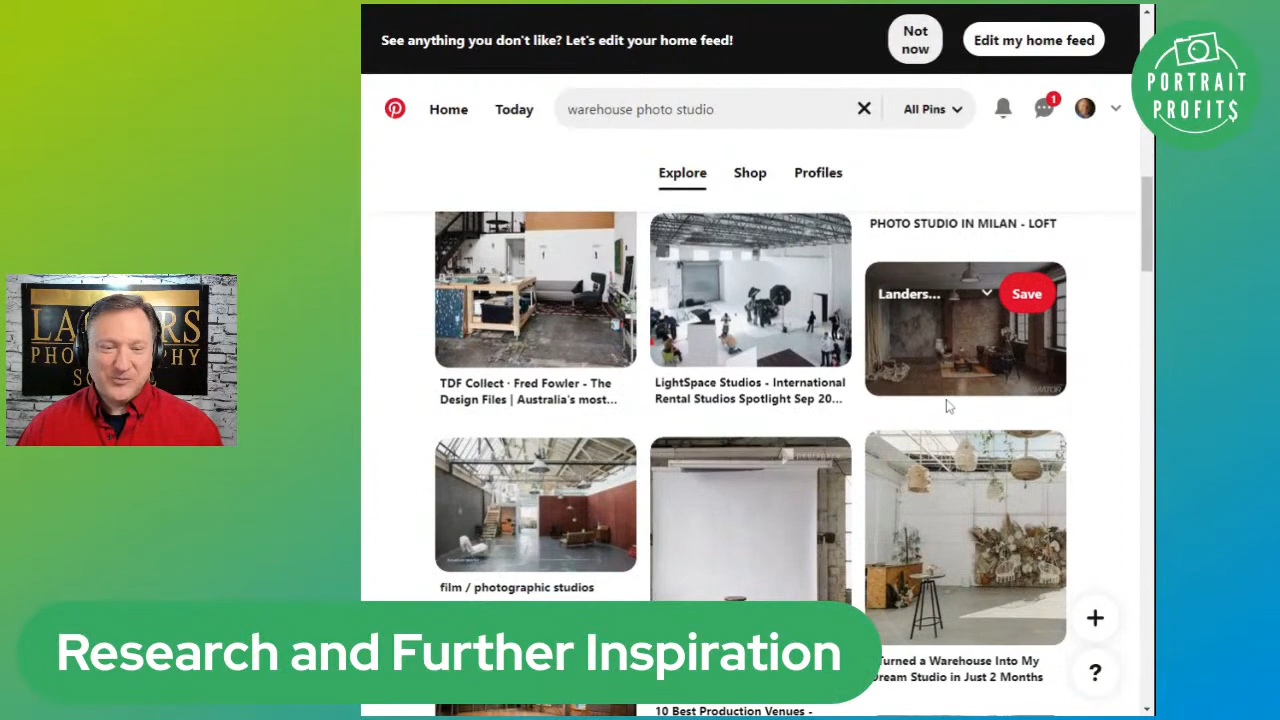 See anything you don't like? Let's edit your home feed!
Not now
Edit my home feed
Home
Today
warehouse photo studio
All Pins
1
PORTRAIT
PROFIT$
Explore
Shop
Profiles
PHOTO STUDIO IN MILAN - LOFT
Landers...
Save
LANDERS
PHOTOGRAPHY
TDF Collect · Fred Fowler - The
Design Files | Australia's most...
LightSpace Studios - International
Rental Studios Spotlight Sep 20...
film / photographic studios
Research and Further Inspiration
Turned a Warehouse Into My
Dream Studio in Just 2 Months
10 Best Production Venues -
+
?